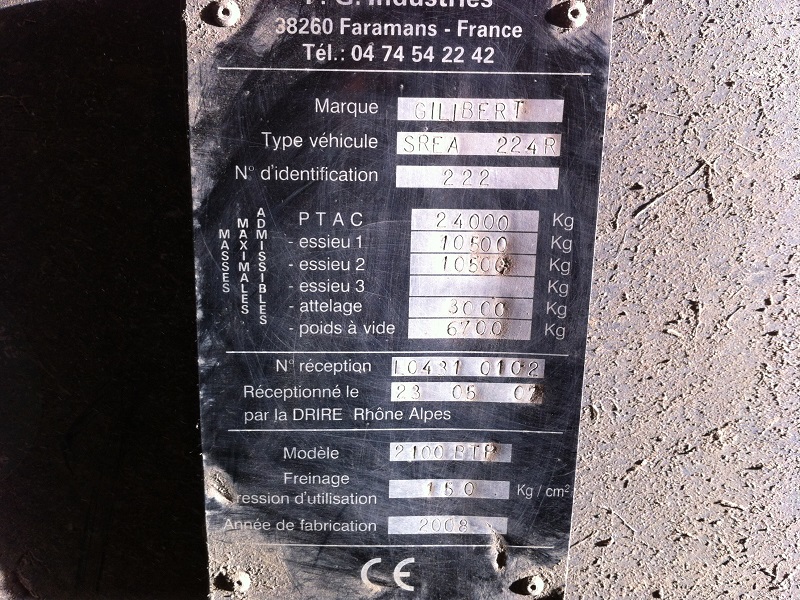 P. G. Industries
38260 Faramans - France
Tél.: 04 74 54 22 42
Marque GILIBERT
Type véhicule SREA 224R
N° d'identification 222
MASSES MAXIMALES ADMISSIBLES
PTAC 24000 Kg
- essieu 1 10500 Kg
- essieu 2 10500 Kg
- essieu 3 Kg
- attelage 3000 Kg
- poids à vide 6700 Kg
N° réception L0431 0102
Réceptionné le 23 05 02
par la DRIRE Rhône Alpes
Modèle 2100 BTP
Freinage
Pression d'utilisation 150 Kg / cm²
Année de fabrication 2008
CE